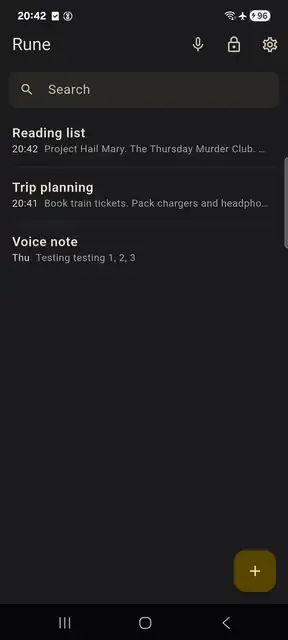 20:42 96
Rune
Search
Reading list
20:42 Project Hail Mary. The Thursday Murder Club. …
Trip planning
20:41 Book train tickets. Pack chargers and headpho…
Voice note
Thu Testing testing 1, 2, 3